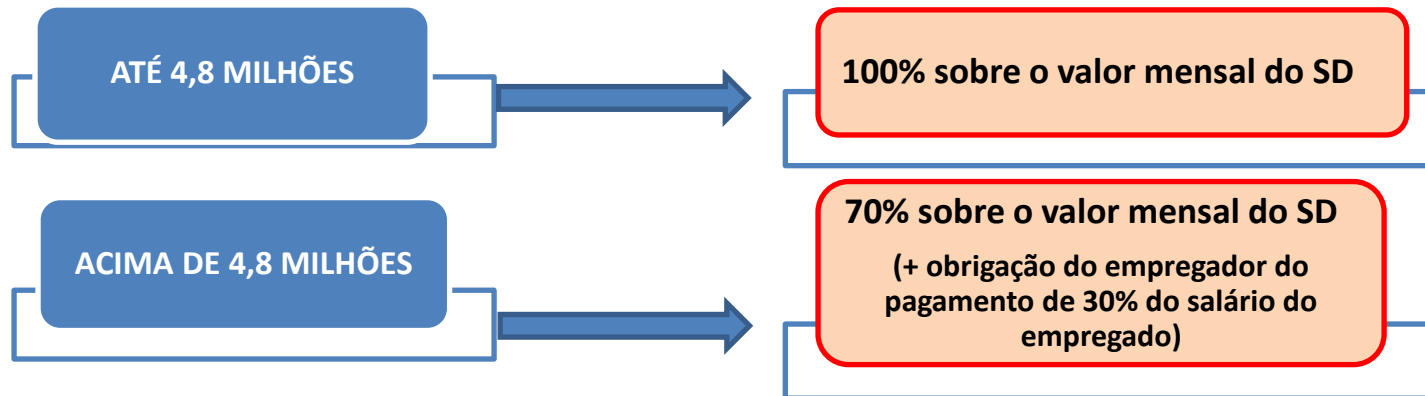 ATÉ 4,8 MILHÕES
100% sobre o valor mensal do SD
ACIMA DE 4,8 MILHÕES
70% sobre o valor mensal do SD
(+ obrigação do empregador do
pagamento de 30% do salário do
empregado)